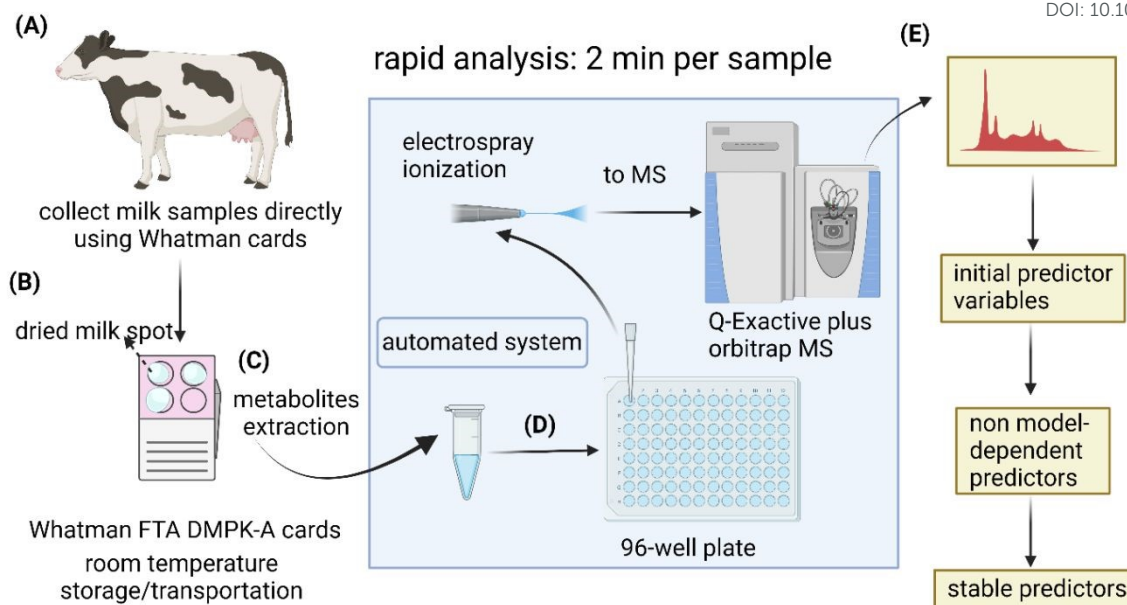 DOI: 10.10
(A)
collect milk samples directly
using Whatman cards
(B)
dried milk spot
(C)
metabolites
extraction
Whatman FTA DMPK-A cards
room temperature
storage/transportation
rapid analysis: 2 min per sample
electrospray
ionization
to MS
Q-Exactive plus
orbitrap MS
automated system
(D)
96-well plate
(E)
initial predictor
variables
non model-
dependent
predictors
stable predictors